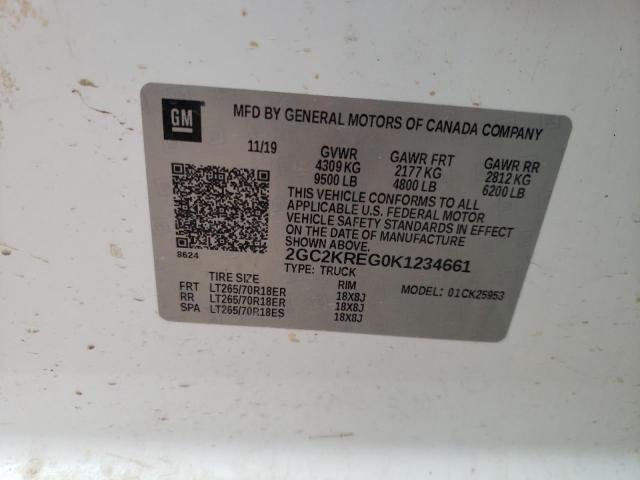 GM
MFD BY GENERAL MOTORS OF CANADA COMPANY
11/19 GVWR GAWR FRT GAWR RR
4309 KG 2177 KG 2812 KG
9500 LB 4800 LB 6200 LB
THIS VEHICLE CONFORMS TO ALL
APPLICABLE U.S. FEDERAL MOTOR
VEHICLE SAFETY STANDARDS IN
EFFECT ON THE DATE OF MANUFACTURE
SHOWN ABOVE.
8624 2GC2KREG0K1234661
TYPE: TRUCK
TIRE SIZE RIM MODEL: 01CK25953
FRT LT265/70R18ER 18X8J
RR LT265/70R18ER 18X8J
SPA LT265/70R18ES 18X8J